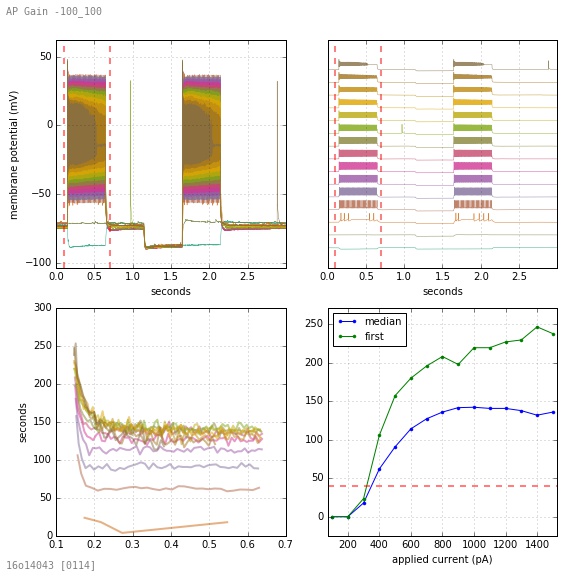 AP Gain -100_100
50
0
−50
−100
membrane potential (mV)
0.0 0.5 1.0 1.5 2.0 2.5
seconds
0.0 0.5 1.0 1.5 2.0 2.5
seconds
300
250
200
150
100
50
0
seconds
0.1 0.2 0.3 0.4 0.5 0.6 0.7
median
first
250
200
150
100
50
0
200 400 600 800 1000 1200 1400
applied current (pA)
16o14043 [0114]